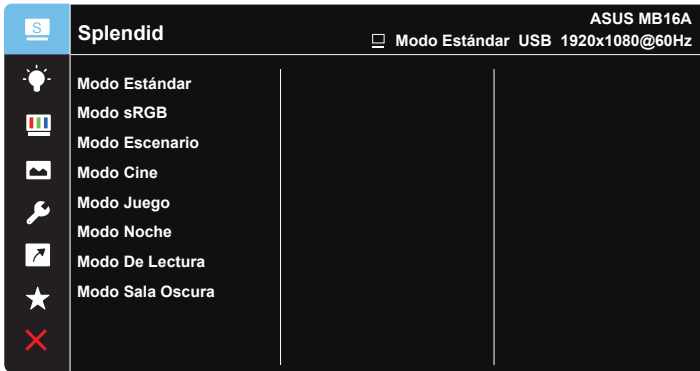 S
Splendid
ASUS MB16A
Modo Estándar USB 1920x1080@60Hz
Modo Estándar
Modo sRGB
Modo Escenario
Modo Cine
Modo Juego
Modo Noche
Modo De Lectura
Modo Sala Oscura